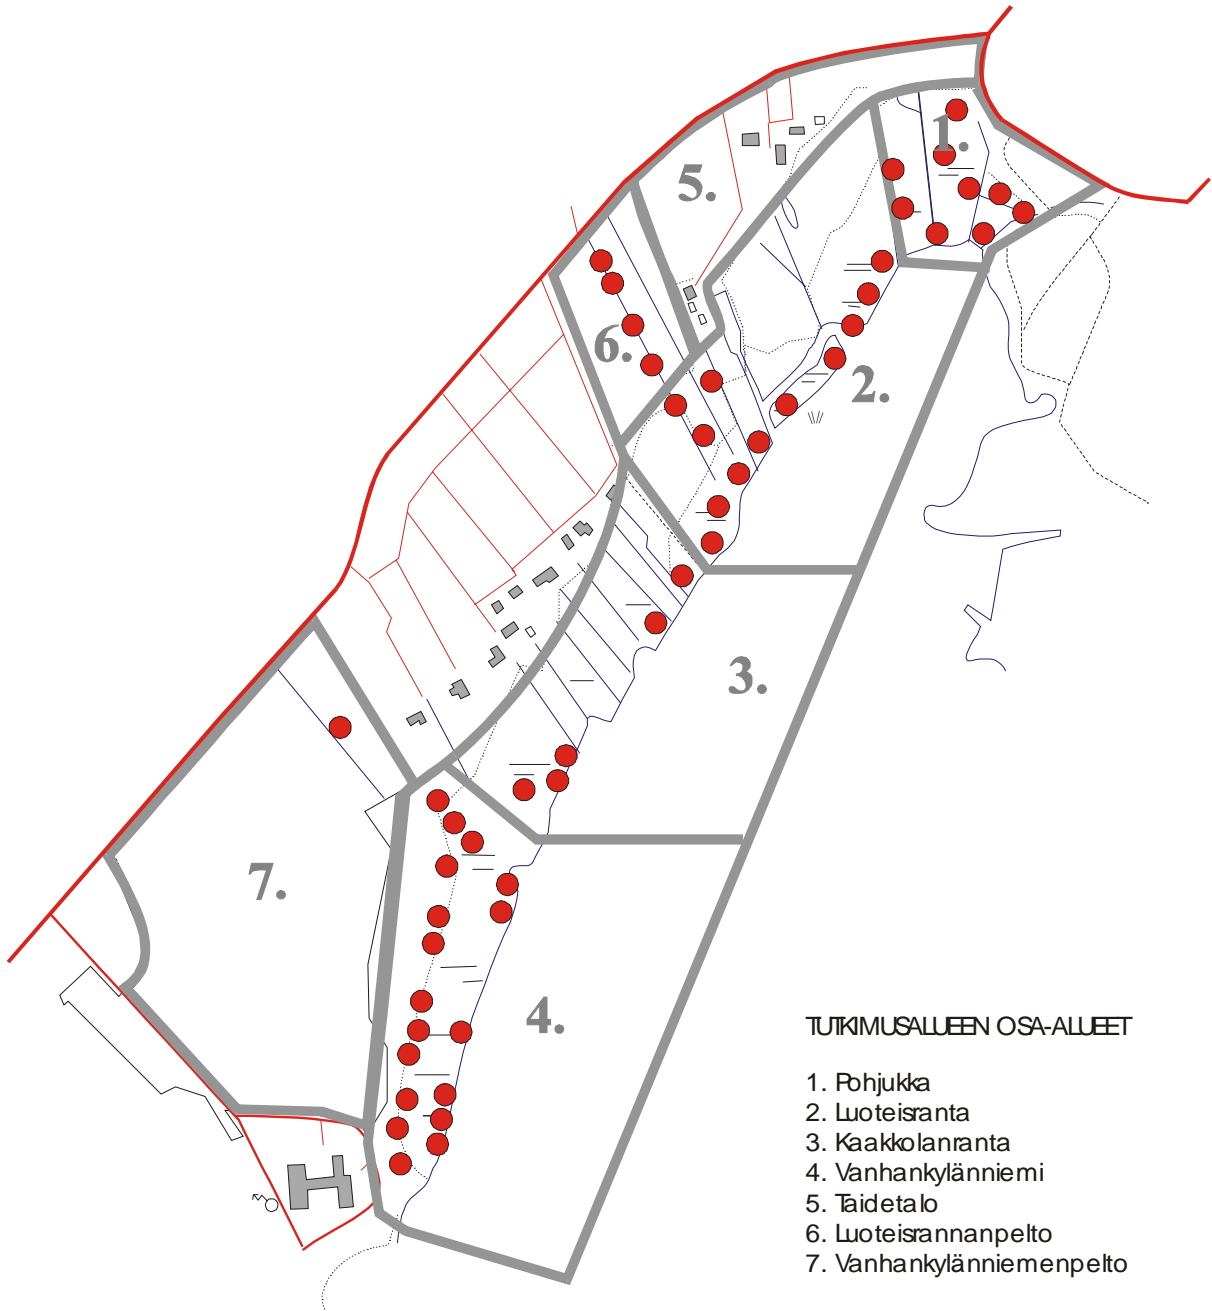 1.
5.
6.
2.
3.
7.
4.
TUTKIMUSALUEEN OSA-ALUEET
1. Pohjukka
2. Luoteisranta
3. Kaakkolanranta
4. Vanhankylänniemi
5. Taidetalo
6. Luoteisrannanpelto
7. Vanhankylänniemenpelto